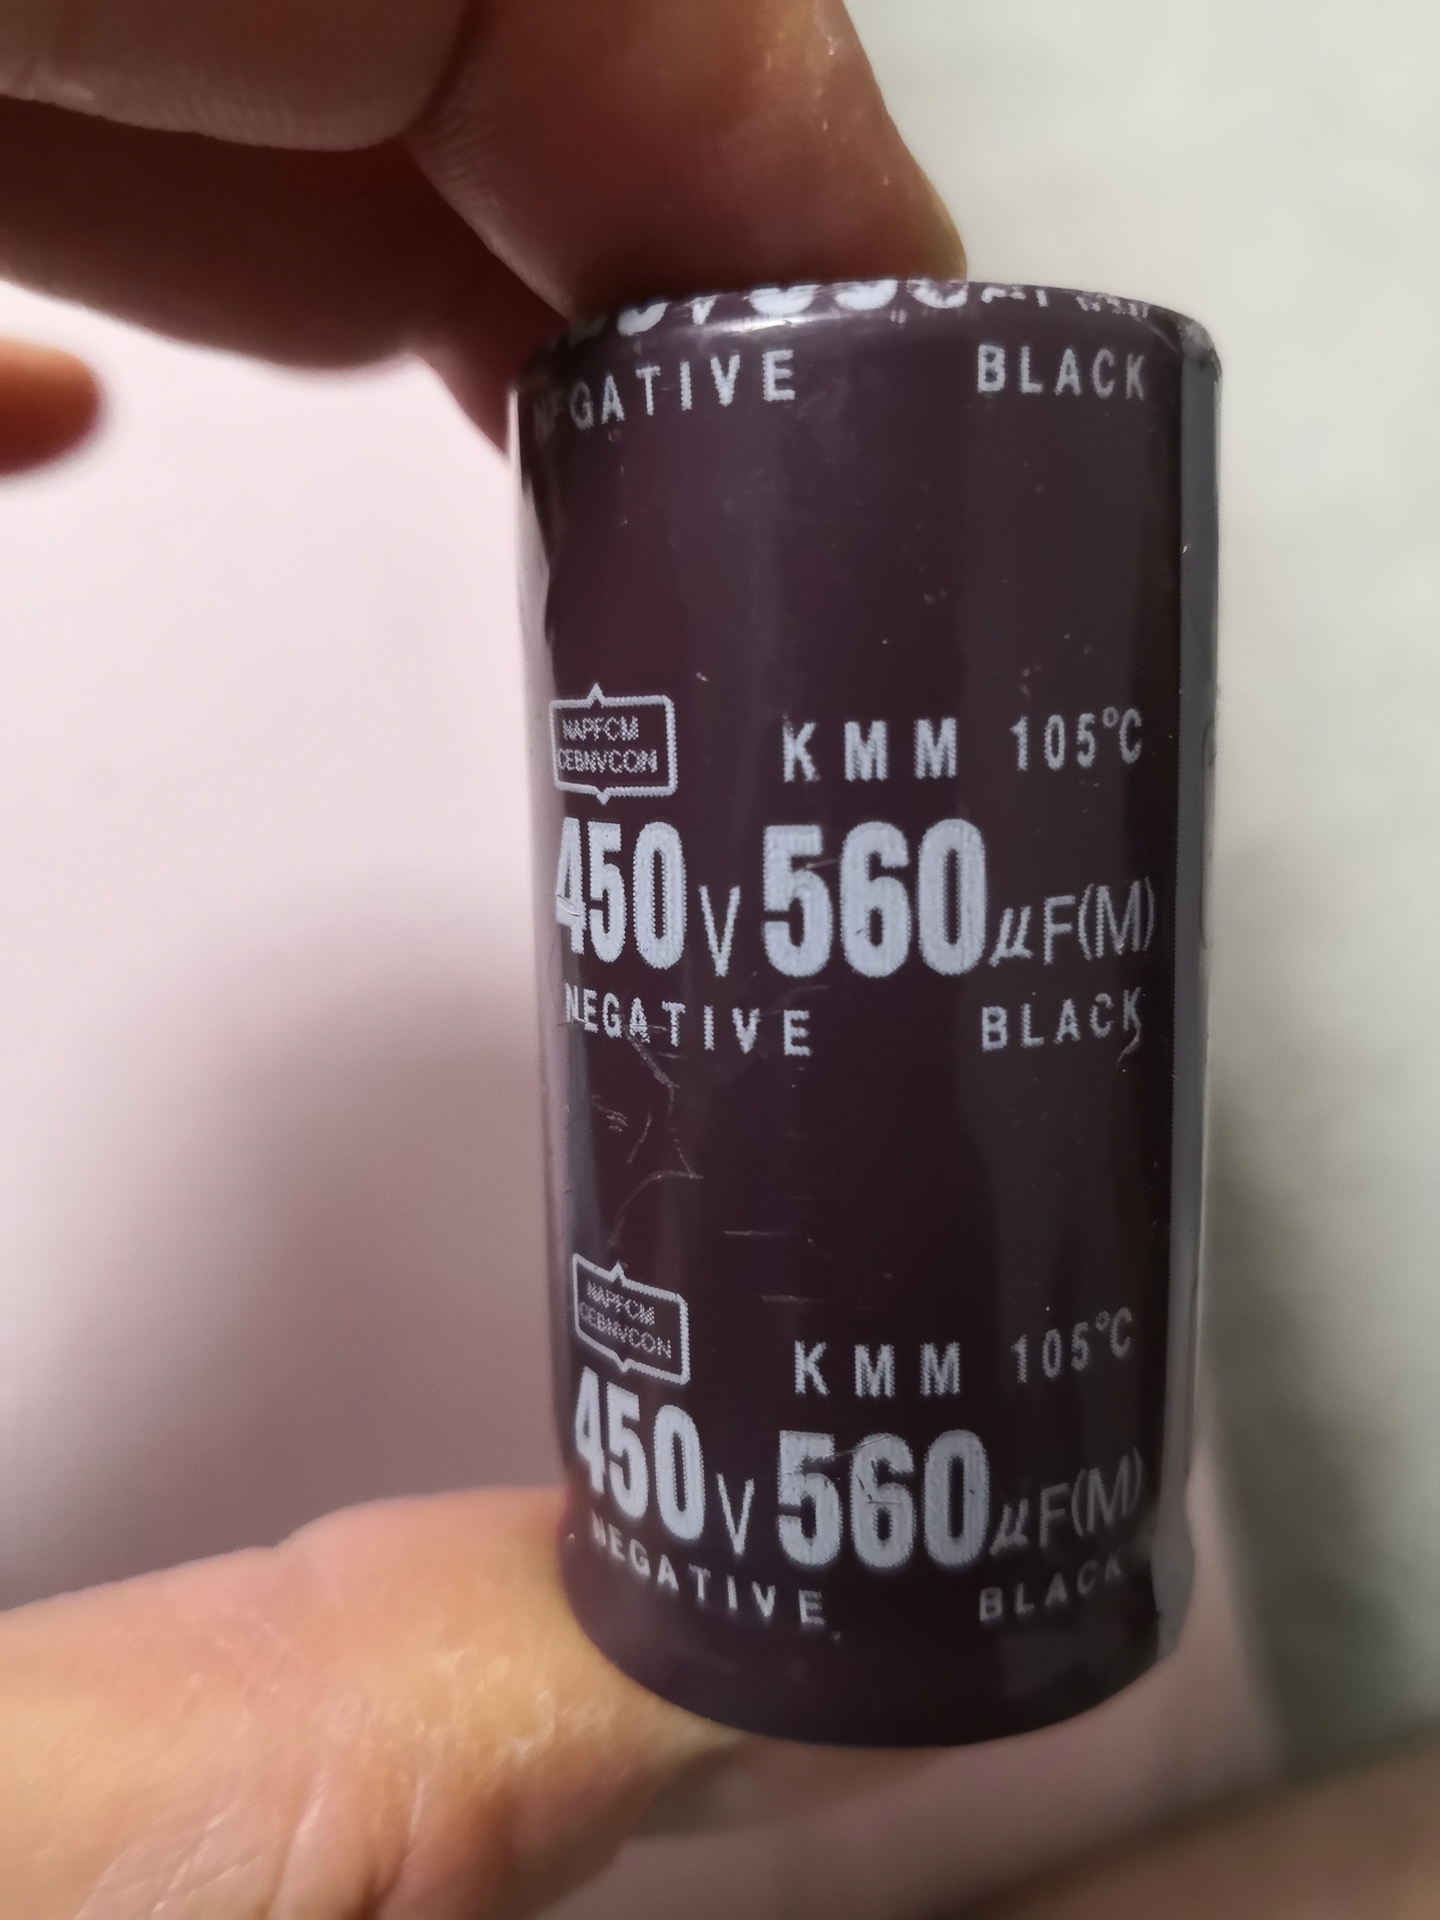 NEGATIVE BLACK
NAPFCM
CEBNVCON
KMM 105°C
450V 560μF(M)
NEGATIVE BLACK
NAPFCM
CEBNVCON
KMM 105°C
450V 560μF(M)
NEGATIVE BLACK